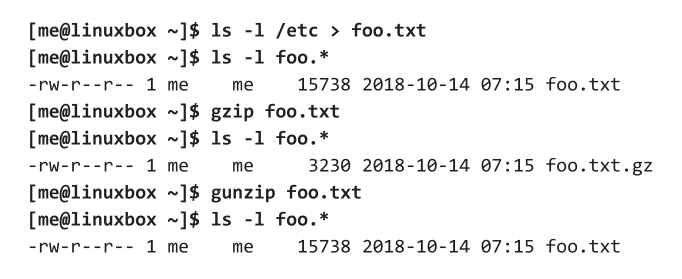 [me@linuxbox ~]$ ls -l /etc > foo.txt
[me@linuxbox ~]$ ls -l foo.*
-rw-r--r-- 1 me     me     15738 2018-10-14 07:15 foo.txt
[me@linuxbox ~]$ gzip foo.txt
[me@linuxbox ~]$ ls -l foo.*
-rw-r--r-- 1 me     me      3230 2018-10-14 07:15 foo.txt.gz
[me@linuxbox ~]$ gunzip foo.txt
[me@linuxbox ~]$ ls -l foo.*
-rw-r--r-- 1 me     me     15738 2018-10-14 07:15 foo.txt